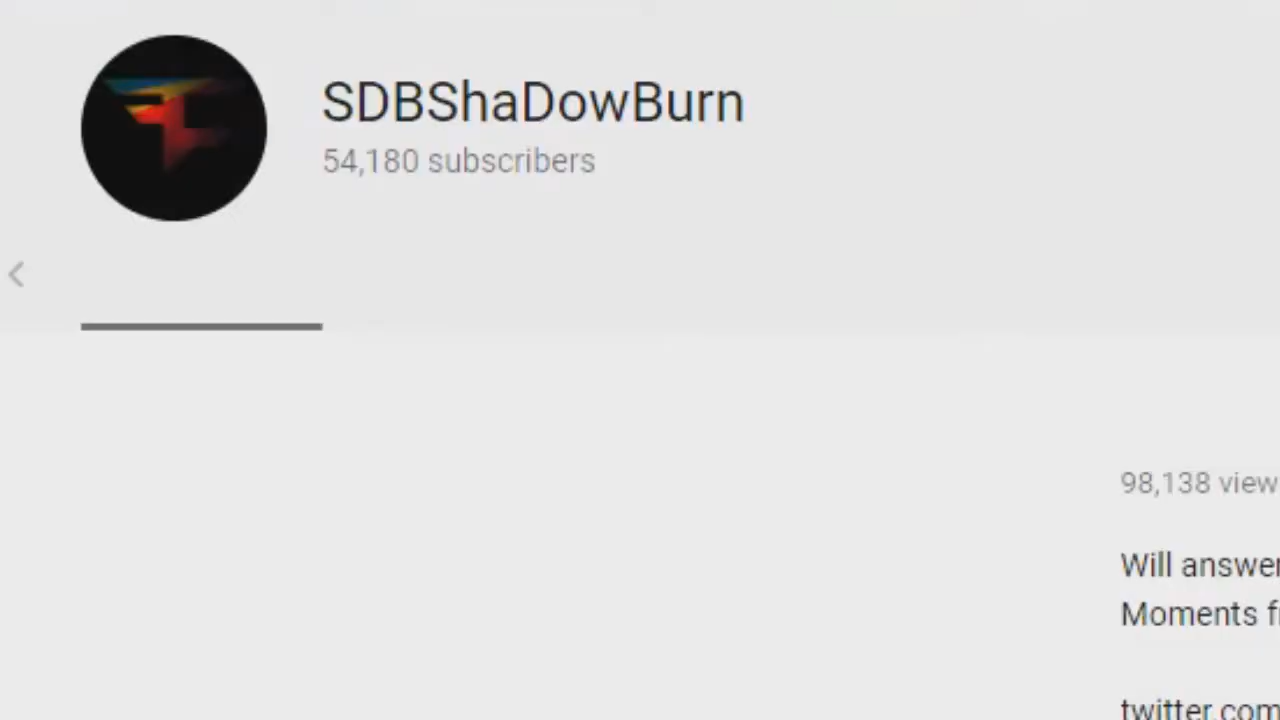 SDBShaDowBurn
54,180 subscribers
98,138 view
Will answer
Moments f
twitter.com